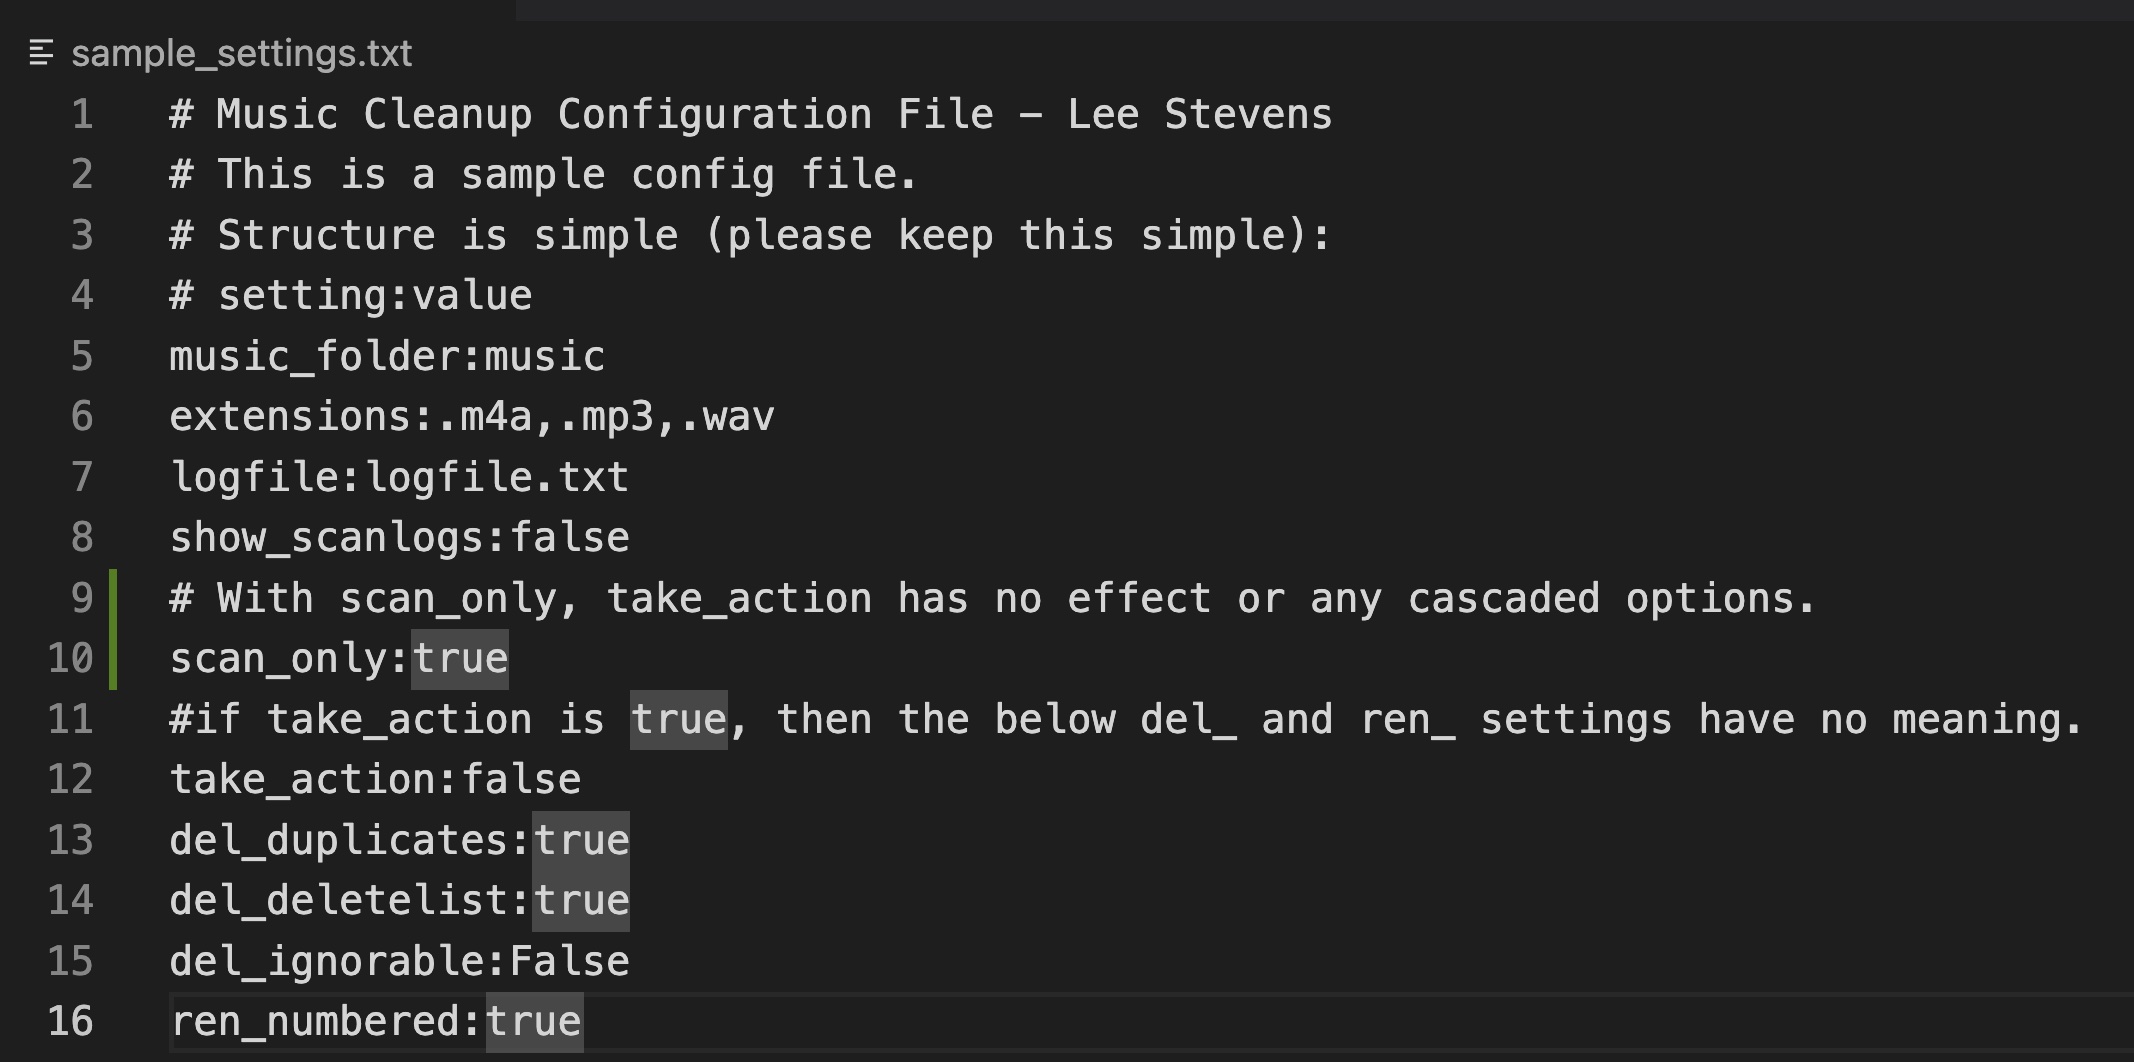 sample_settings.txt
1 # Music Cleanup Configuration File – Lee Stevens
2 # This is a sample config file.
3 # Structure is simple (please keep this simple):
4 # setting:value
5 music_folder:music
6 extensions:.m4a,.mp3,.wav
7 logfile:logfile.txt
8 show_scanlogs:false
9 # With scan_only, take_action has no effect or any cascaded options.
10 scan_only:true
11 #if take_action is true, then the below del_ and ren_ settings have no meaning.
12 take_action:false
13 del_duplicates:true
14 del_deletelist:true
15 del_ignorable:False
16 ren_numbered:true